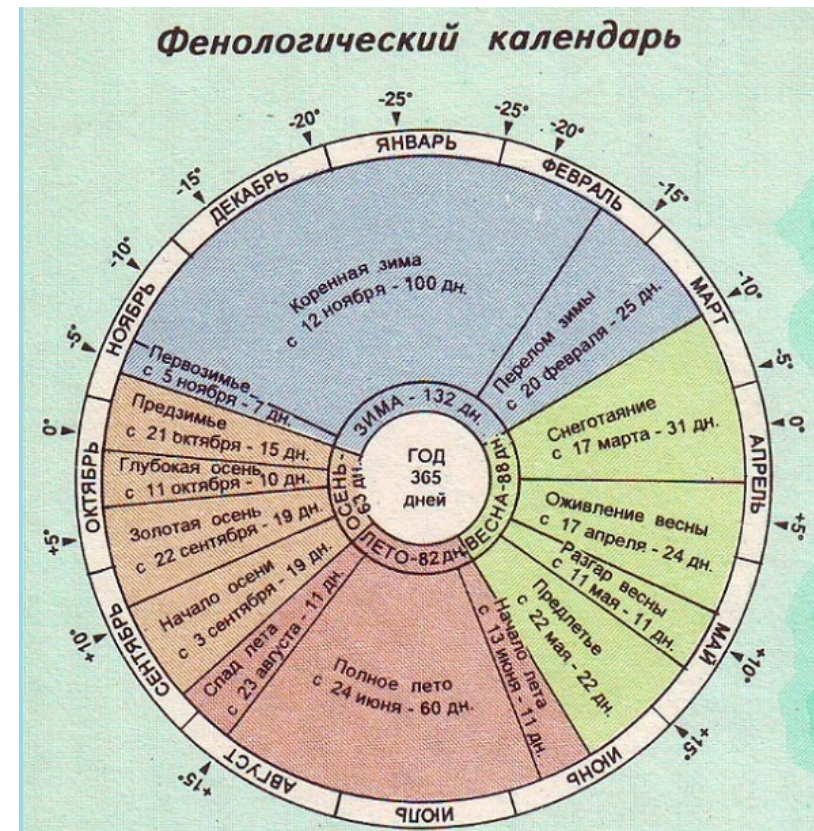 Фенологический календарь
-25°
-25°
-20°
-15°
-10°
-5°
0°
+5°
+10°
+15°
+15°
+10°
+5°
0°
-5°
-10°
-15°
-20°
ЯНВАРЬ
ФЕВРАЛЬ
МАРТ
АПРЕЛЬ
МАЙ
ИЮНЬ
ИЮЛЬ
АВГУСТ
СЕНТЯБРЬ
ОКТЯБРЬ
НОЯБРЬ
ДЕКАБРЬ
Коренная зима
с 12 ноября - 100 дн.
Перелом зимы
с 20 февраля - 25 дн.
Снеготаяние
с 17 марта - 31 дн.
Оживление весны
с 17 апреля - 24 дн.
Разгар весны
с 11 мая - 11 дн.
Предлетье
с 22 мая - 22 дн.
Начало лета
с 13 июня - 11 дн.
Полное лето
с 24 июня - 60 дн.
Спад лета
с 23 августа - 11 дн.
Начало осени
с 3 сентября - 19 дн.
Золотая осень
с 22 сентября - 19 дн.
Глубокая осень
с 11 октября - 10 дн.
Предзимье
с 21 октября - 15 дн.
Первозимье
с 5 ноября - 7 дн.
ЗИМА - 132 дн.
ВЕСНА-88 дн.
ЛЕТО-82 дн.
ОСЕНЬ-
63 дн.
ГОД
365
дней